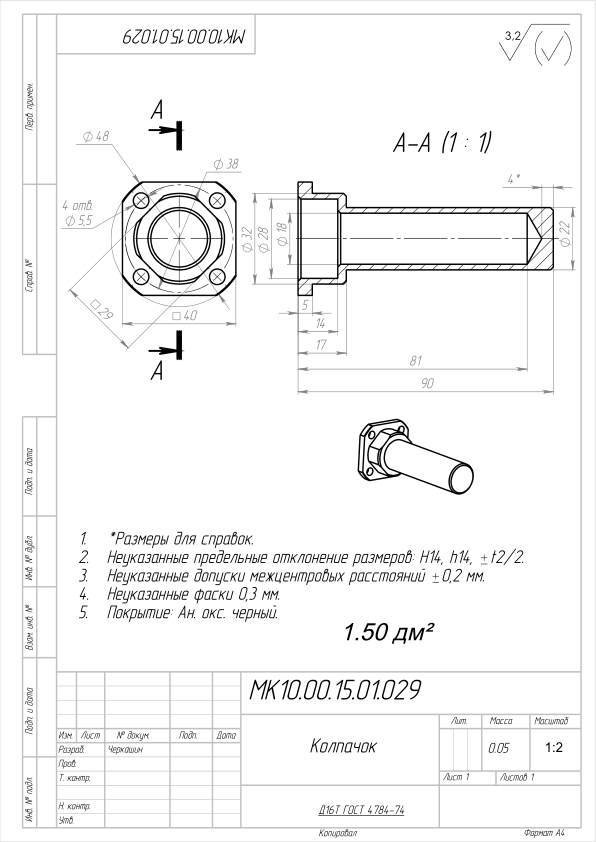 МК10.00.15.01.029
3,2
Перв. примен.
Справ. №
Подп. и дата
Инв. № дубл.
Взам. инв. №
Подп. и дата
Инв. № подл.
А
⌀48
⌀38
4 отв.
⌀5,5
□29
□40
А
А-А (1 : 1)
4*
⌀32
⌀28
⌀18
⌀22
5
14
17
81
90
1. *Размеры для справок.
2. Неуказанные предельные отклонение размеров: Н14, h14, ±t2/2.
3. Неуказанные допуски межцентровых расстояний ±0,2 мм.
4. Неуказанные фаски 0,3 мм.
5. Покрытие: Ан. окс. черный.
1.50 дм²
МК10.00.15.01.029
Изм. Лист № докум. Подп. Дата
Разраб. Черкашин
Пров.
Т. контр.
Н. контр.
Утв.
Колпачок
Лит. Масса Масштаб
0.05 1:2
Лист 1 Листов 1
Д16Т ГОСТ 4784-74
Копировал Формат А4